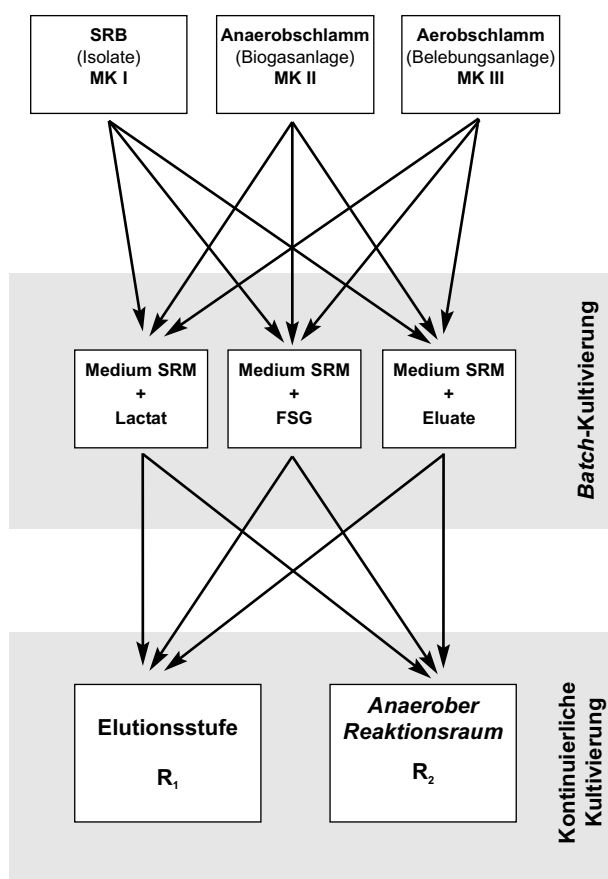 SRB
(Isolate)
MK I
Anaerobschlamm
(Biogasanlage)
MK II
Aerobschlamm
(Belebungsanlage)
MK III
Medium SRM
+
Lactat
Medium SRM
+
FSG
Medium SRM
+
Eluate
Batch-Kultivierung
Elutionsstufe
R₁
Anaerober
Reaktionsraum
R₂
Kontinuierliche
Kultivierung